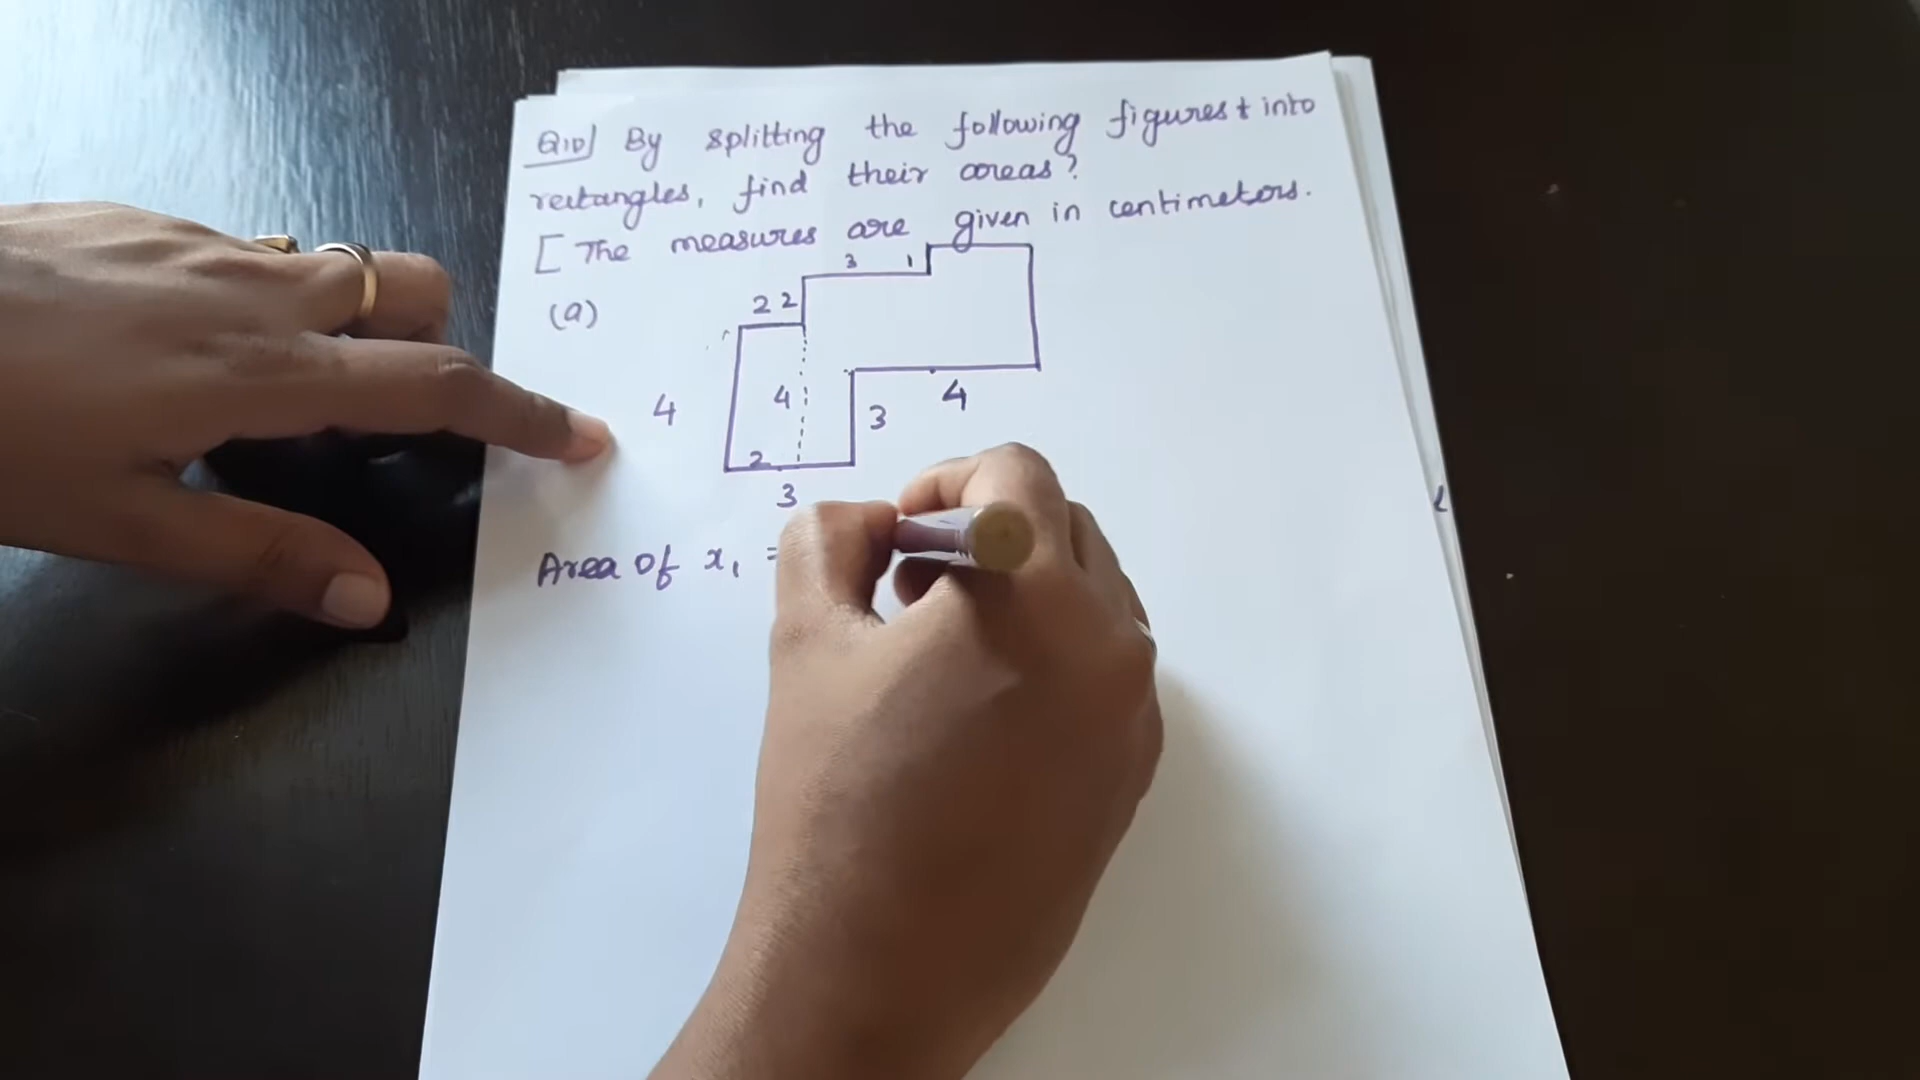 Q10) By splitting the following figures t into
rectangles, find their areas?
[ The measures are given in centimeters.
(a)
3 1
2 2
4
4
3
4
2
3
Area of x₁ =